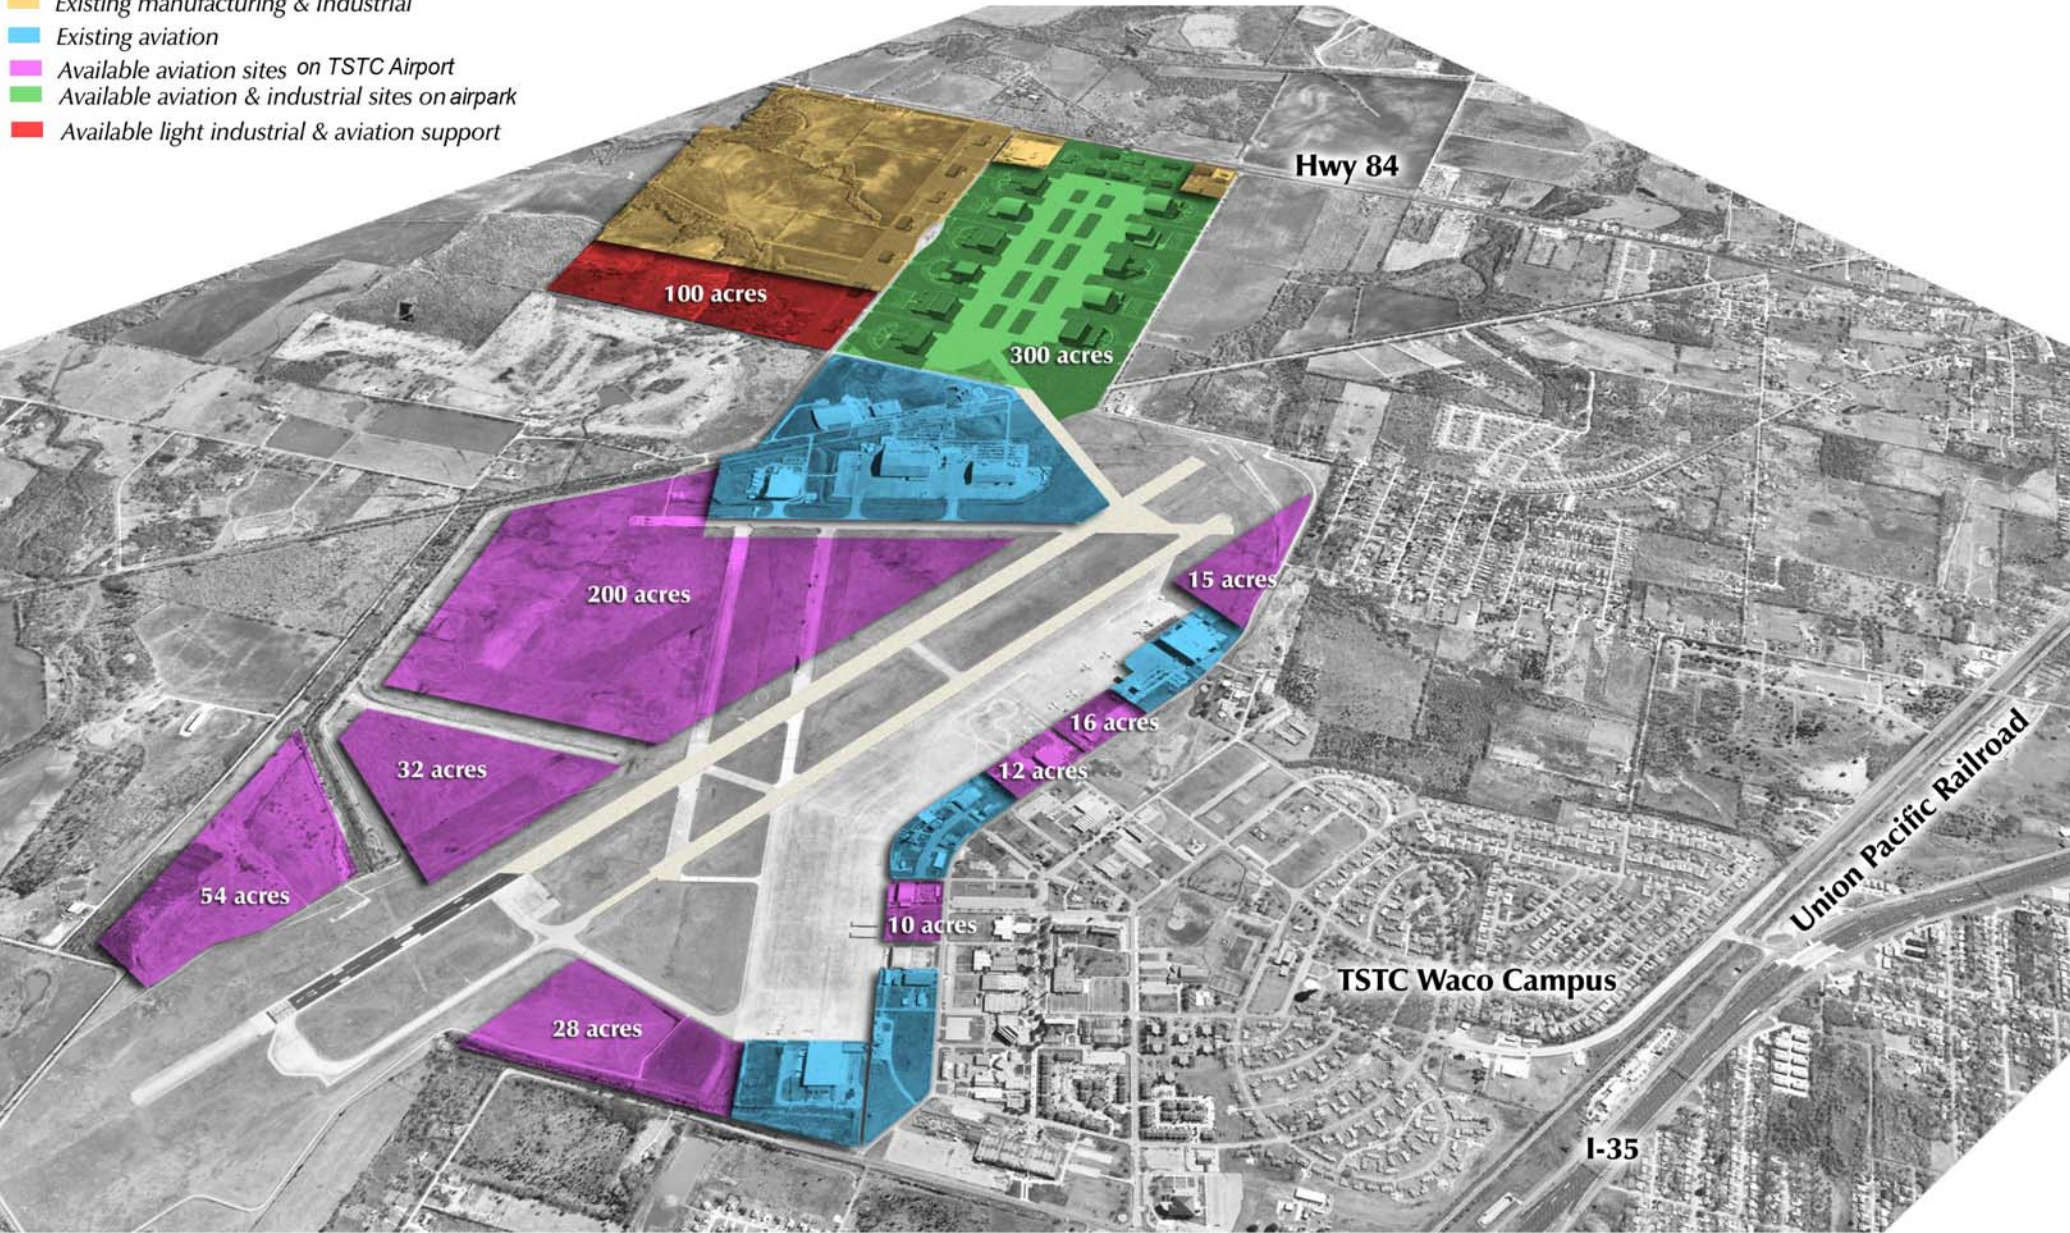 Existing manufacturing & industrial
Existing aviation
Available aviation sites on TSTC Airport
Available aviation & industrial sites on airpark
Available light industrial & aviation support
Hwy 84
100 acres
300 acres
200 acres
15 acres
16 acres
12 acres
32 acres
54 acres
10 acres
28 acres
TSTC Waco Campus
Union Pacific Railroad
I-35